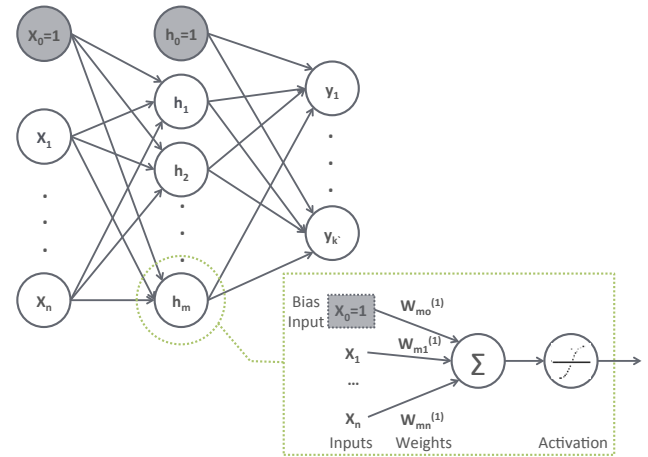 X₀=1
h₀=1
h₁
y₁
X₁
h₂
.
.
.
yₖ`
Xₙ
hₘ
Bias
Input
X₀=1
Wₘₒ⁽¹⁾
X₁
Wₘ₁⁽¹⁾
Σ
...
Xₙ
Wₘₙ⁽¹⁾
Inputs
Weights
Activation